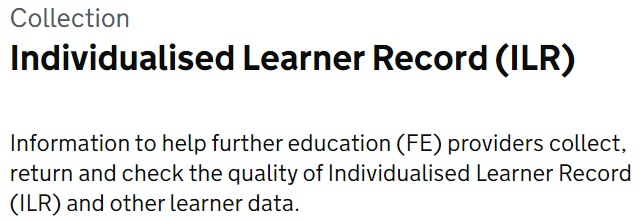 Collection
Individualised Learner Record (ILR)
Information to help further education (FE) providers collect,
return and check the quality of Individualised Learner Record
(ILR) and other learner data.